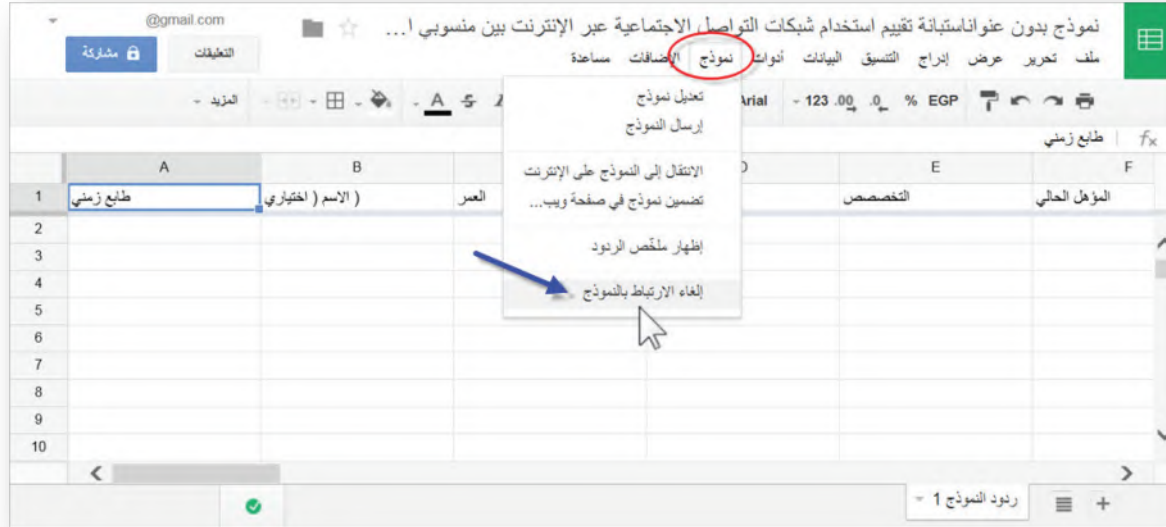 @gmail.com
نموذج بدون عنواناستبانة تقييم استخدام شبكات التواصل الاجتماعية عبر الإنترنت بين منسوبي ا...
ملف تحرير عرض إدراج التنسيق البيانات أدوات نموذج الإضافات مساعدة
التعليقات
مشاركة
123 .00 .0 % EGP
Arial
A S
المزيد
fx طابع زمني
تعديل نموذج
إرسال النموذج
الانتقال إلى النموذج على الإنترنت
تضمين نموذج في صفحة ويب...
إظهار ملخّص الردود
إلغاء الارتباط بالنموذج
A B D E F
1 طابع زمني الاسم ( اختياري ) العمر التخصصص المؤهل الحالي
2
3
4
5
6
7
8
9
10
ردود النموذج 1